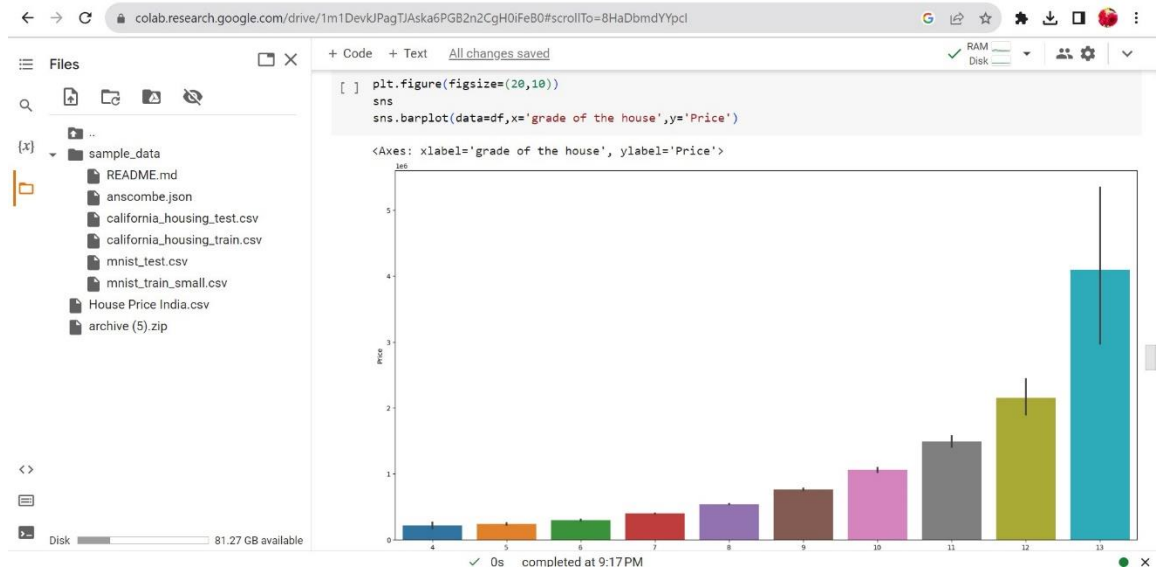 colab.research.google.com/drive/1m1DevkJPagTJAska6PGB2n2CgH0iFeB0#scrollTo=8HaDbmdYYpcI
Files
+ Code + Text All changes saved
RAM
Disk
{x}
..
sample_data
README.md
anscombe.json
california_housing_test.csv
california_housing_train.csv
mnist_test.csv
mnist_train_small.csv
House Price India.csv
archive (5).zip
<>
Disk 81.27 GB available
[ ] plt.figure(figsize=(20,10))
sns
sns.barplot(data=df,x='grade of the house',y='Price')
<Axes: xlabel='grade of the house', ylabel='Price'>
1e6
5
4
3
2
1
0
Price
4 5 6 7 8 9 10 11 12 13
0s completed at 9:17 PM